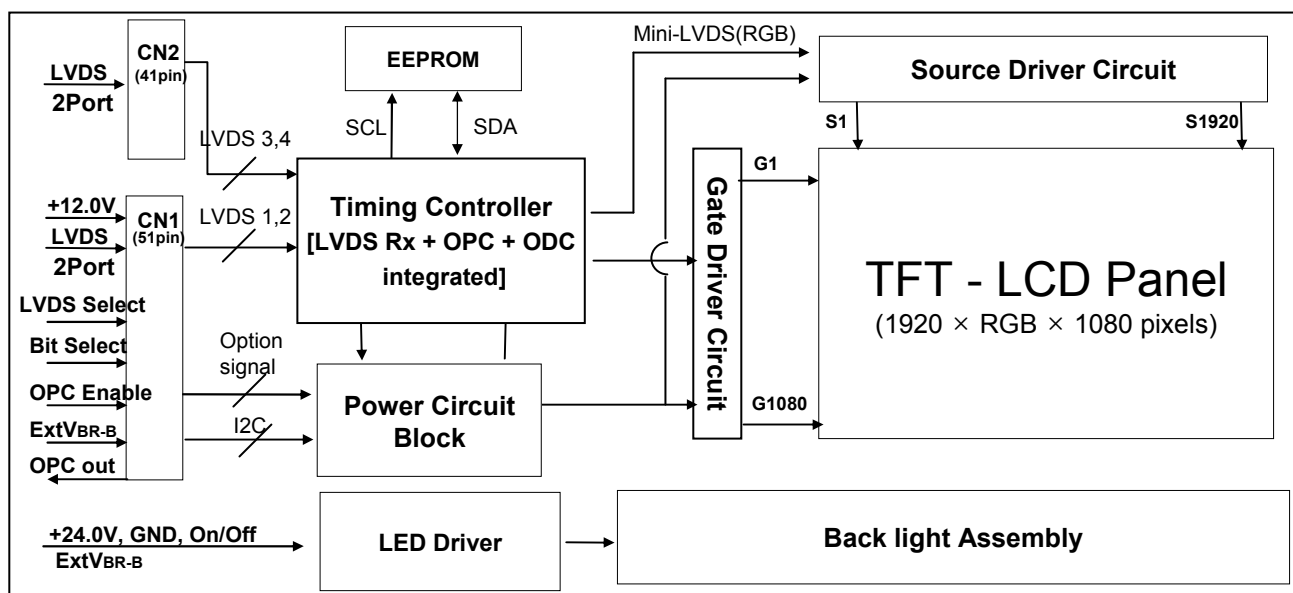 CN2
(41pin)
LVDS
2Port
EEPROM
Mini-LVDS(RGB)
Source Driver Circuit
SCL
SDA
S1
S1920
LVDS 3,4
+12.0V
LVDS
2Port
CN1
(51pin)
LVDS 1,2
Timing Controller
[LVDS Rx + OPC + ODC
integrated]
G1
Gate Driver Circuit
TFT - LCD Panel
(1920 × RGB × 1080 pixels)
LVDS Select
Bit Select
OPC Enable
ExtVBR-B
OPC out
Option
signal
I2C
Power Circuit
Block
G1080
+24.0V, GND, On/Off
ExtVBR-B
LED Driver
Back light Assembly